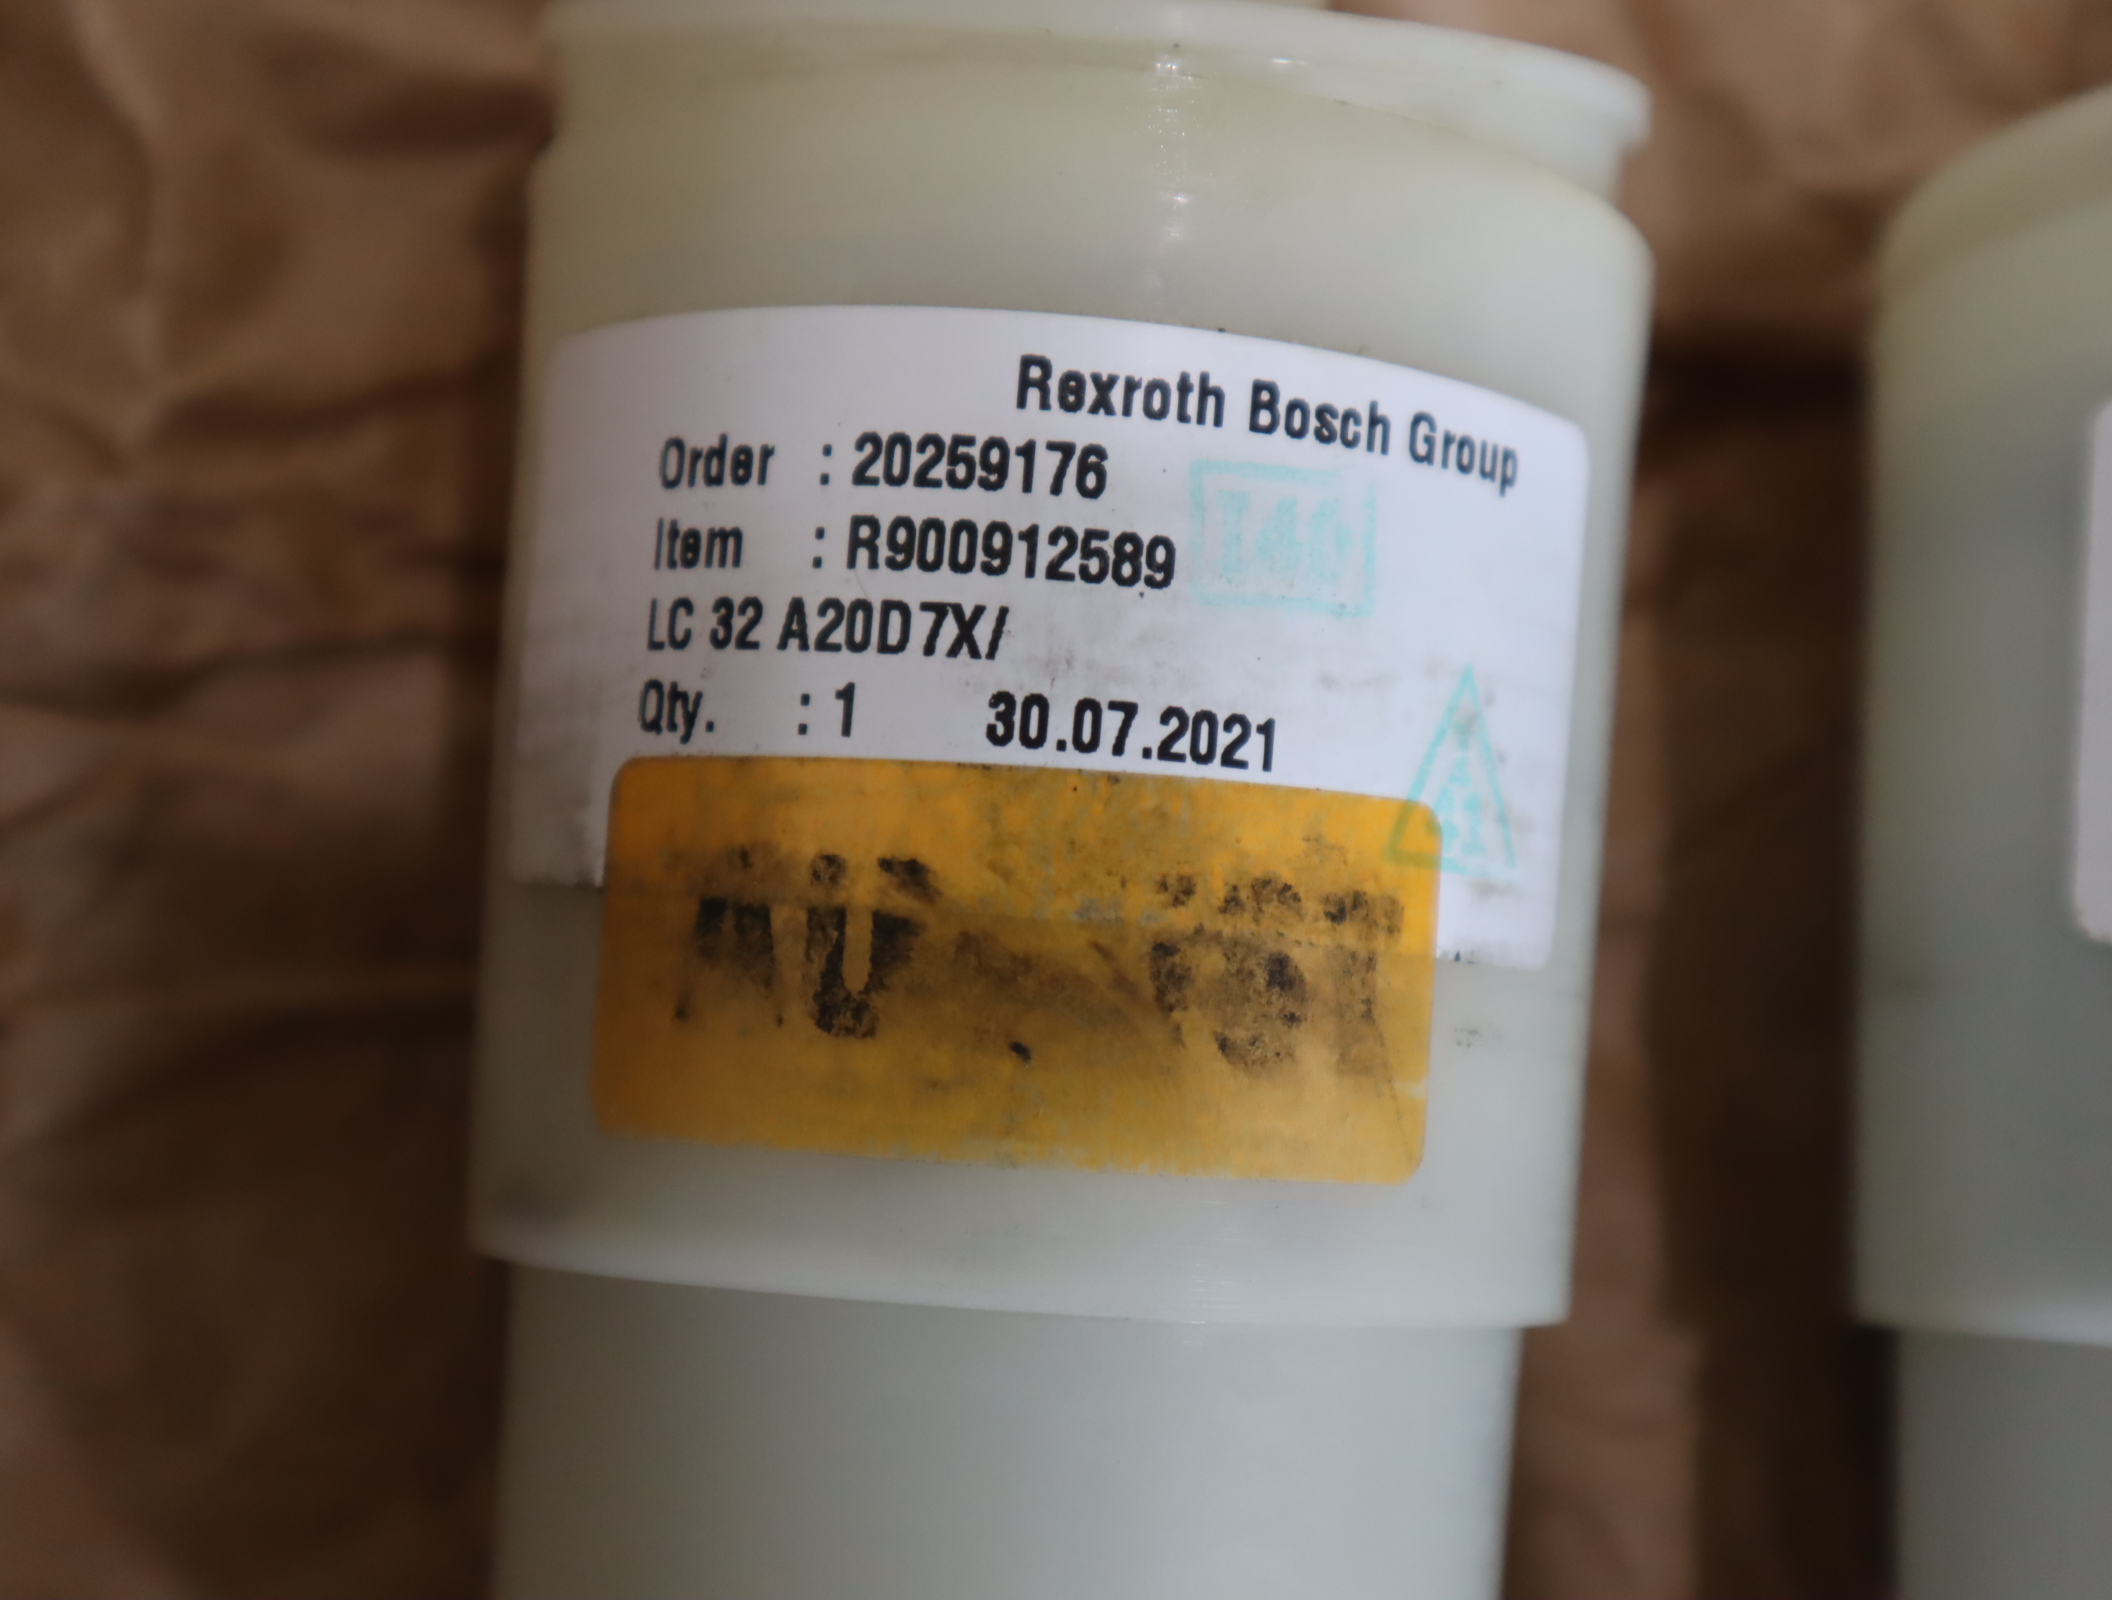 Rexroth Bosch Group
Order : 20259176
Item : R900912589
LC 32 A20D7X/
Qty. : 1 30.07.2021